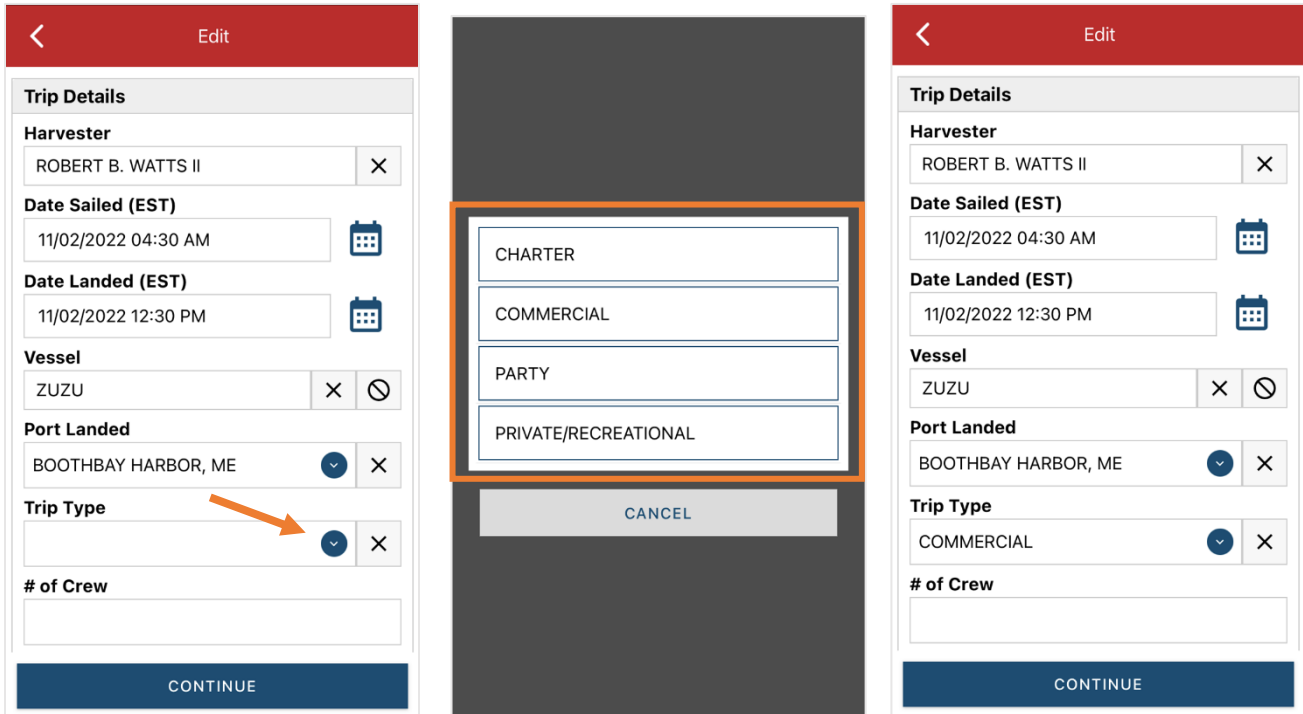 Edit
Trip Details
Harvester
ROBERT B. WATTS II
Date Sailed (EST)
11/02/2022 04:30 AM
Date Landed (EST)
11/02/2022 12:30 PM
Vessel
ZUZU
Port Landed
BOOTHBAY HARBOR, ME
Trip Type
# of Crew
CONTINUE
CHARTER
COMMERCIAL
PARTY
PRIVATE/RECREATIONAL
CANCEL
Edit
Trip Details
Harvester
ROBERT B. WATTS II
Date Sailed (EST)
11/02/2022 04:30 AM
Date Landed (EST)
11/02/2022 12:30 PM
Vessel
ZUZU
Port Landed
BOOTHBAY HARBOR, ME
Trip Type
COMMERCIAL
# of Crew
CONTINUE